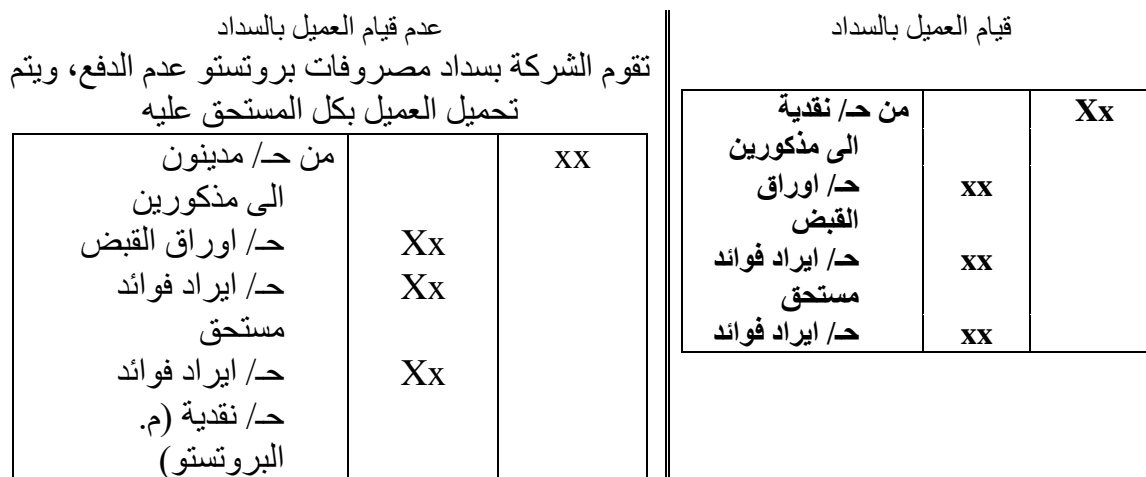 قيام العميل بالسداد
Xx من حـ/ نقدية
الى مذكورين
xx حـ/ اوراق
القبض
xx حـ/ ايراد فوائد
مستحق
xx حـ/ ايراد فوائد
عدم قيام العميل بالسداد
تقوم الشركة بسداد مصروفات بروتستو عدم الدفع، ويتم
تحميل العميل بكل المستحق عليه
xx من حـ/ مدينون
الى مذكورين
Xx حـ/ اوراق القبض
Xx حـ/ ايراد فوائد
مستحق
Xx حـ/ ايراد فوائد
حـ/ نقدية (م.
البروتستو)